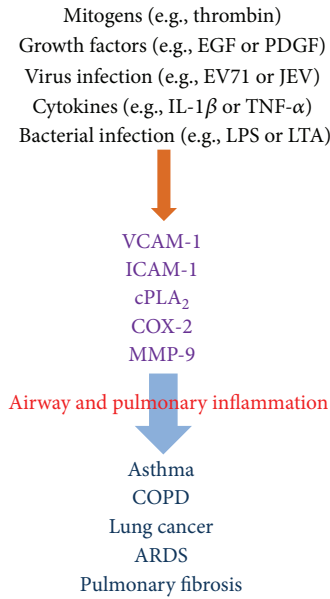 Mitogens (e.g., thrombin)
Growth factors (e.g., EGF or PDGF)
Virus infection (e.g., EV71 or JEV)
Cytokines (e.g., IL-1β or TNF-α)
Bacterial infection (e.g., LPS or LTA)
VCAM-1
ICAM-1
cPLA₂
COX-2
MMP-9
Airway and pulmonary inflammation
Asthma
COPD
Lung cancer
ARDS
Pulmonary fibrosis